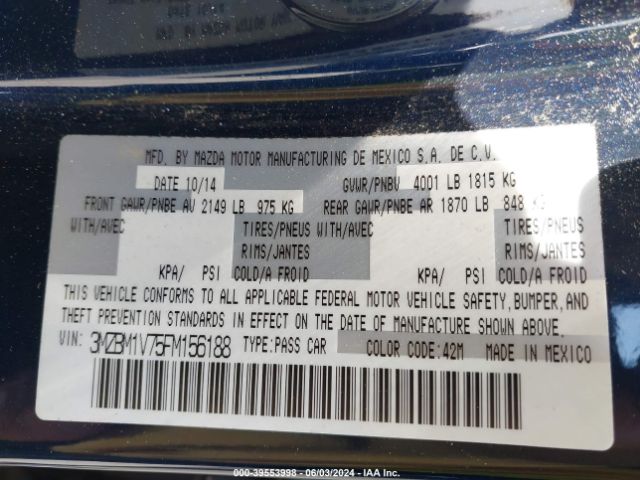 MFD. BY MAZDA MOTOR MANUFACTURING DE MEXICO S.A. DE C.V.
DATE 10/14 GVWR/PNBV 4001 LB 1815 KG
FRONT GAWR/PNBE AV 2149 LB 975 KG REAR GAWR/PNBE AR 1870 LB 848 KG
WITH/AVEC TIRES/PNEUS WITH/AVEC TIRES/PNEUS
RIMS/JANTES RIMS/JANTES
KPA/ PSI COLD/A FROID KPA/ PSI COLD/A FROID
THIS VEHICLE CONFORMS TO ALL APPLICABLE FEDERAL MOTOR VEHICLE SAFETY, BUMPER, AND
THEFT PREVENTION STANDARDS IN EFFECT ON THE DATE OF MANUFACTURE SHOWN ABOVE.
VIN: 3MZBM1V75FM156188 TYPE:PASS CAR COLOR CODE:42M MADE IN MEXICO
000-39553998 - 06/03/2024 - IAA Inc.